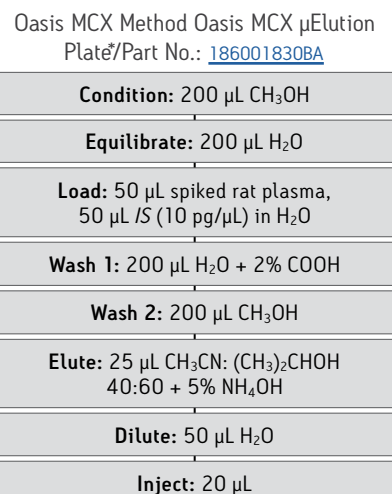 Oasis MCX Method Oasis MCX µElution
Plate*/Part No.: 186001830BA
Condition: 200 µL CH₃OH
Equilibrate: 200 µL H₂O
Load: 50 µL spiked rat plasma,
50 µL IS (10 pg/µL) in H₂O
Wash 1: 200 µL H₂O + 2% COOH
Wash 2: 200 µL CH₃OH
Elute: 25 µL CH₃CN: (CH₃)₂CHOH
40:60 + 5% NH₄OH
Dilute: 50 µL H₂O
Inject: 20 µL